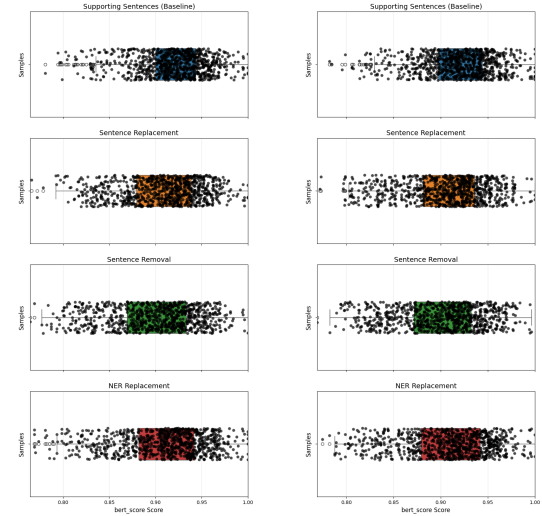 Supporting Sentences (Baseline)
Samples
Supporting Sentences (Baseline)
Samples
Sentence Replacement
Samples
Sentence Replacement
Samples
Sentence Removal
Samples
Sentence Removal
Samples
NER Replacement
Samples
0.80 0.85 0.90 0.95 1.00
bert_score Score
NER Replacement
Samples
0.80 0.85 0.90 0.95 1.00
bert_score Score